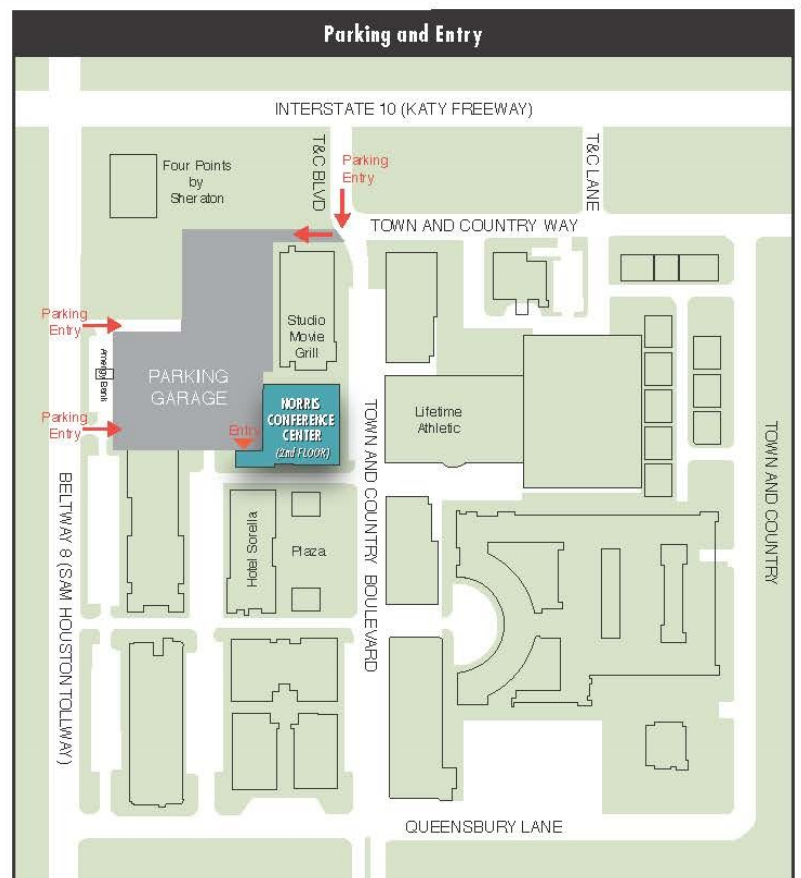 Parking and Entry
INTERSTATE 10 (KATY FREEWAY)
Four Points
by
Sheraton
T&C BLVD
Parking
Entry
T&C LANE
TOWN AND COUNTRY WAY
Parking
Entry
Studio
Movie
Grill
Amegy Bank
PARKING
GARAGE
NORRIS
CONFERENCE
CENTER
(2nd FLOOR)
Entry
Parking
Entry
Lifetime
Athletic
TOWN AND COUNTRY BOULEVARD
TOWN AND COUNTRY
BELTWAY 8 (SAM HOUSTON TOLLWAY)
Hotel Sorella
Plaza
QUEENSBURY LANE